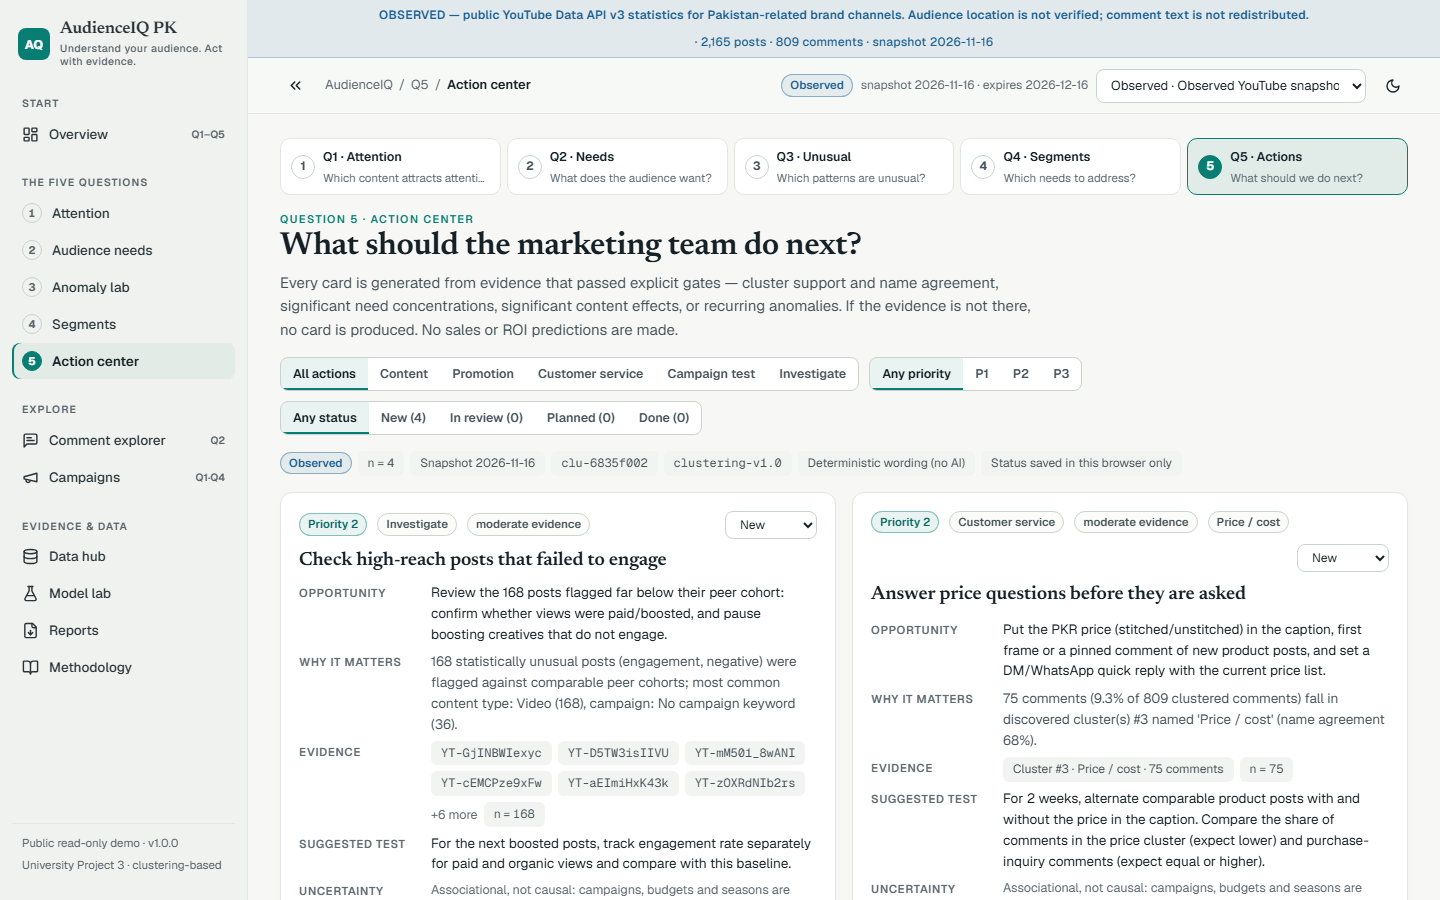 AQ
AudienceIQ PK
Understand your audience. Act
with evidence.
START
Overview Q1–Q5
THE FIVE QUESTIONS
1 Attention
2 Audience needs
3 Anomaly lab
4 Segments
5 Action center
EXPLORE
Comment explorer Q2
Campaigns Q1-Q4
EVIDENCE & DATA
Data hub
Model lab
Reports
Methodology
Public read-only demo · v1.0.0
University Project 3 · clustering-based
OBSERVED — public YouTube Data API v3 statistics for Pakistan-related brand channels. Audience location is not verified; comment text is not redistributed.
· 2,165 posts · 809 comments · snapshot 2026-11-16
AudienceIQ / Q5 / Action center
Observed snapshot 2026-11-16 · expires 2026-12-16 Observed · Observed YouTube snapsho
1 Q1 · Attention
Which content attracts attenti...
2 Q2 · Needs
What does the audience want?
3 Q3 · Unusual
Which patterns are unusual?
4 Q4 · Segments
Which needs to address?
5 Q5 · Actions
What should we do next?
QUESTION 5 · ACTION CENTER
What should the marketing team do next?
Every card is generated from evidence that passed explicit gates — cluster support and name agreement,
significant need concentrations, significant content effects, or recurring anomalies. If the evidence is not there,
no card is produced. No sales or ROI predictions are made.
All actions Content Promotion Customer service Campaign test Investigate Any priority P1 P2 P3
Any status New (4) In review (0) Planned (0) Done (0)
Observed n = 4 Snapshot 2026-11-16 clu-6835f002 clustering-v1.0 Deterministic wording (no AI) Status saved in this browser only
Priority 2 Investigate moderate evidence New
Check high-reach posts that failed to engage
OPPORTUNITY Review the 168 posts flagged far below their peer cohort:
confirm whether views were paid/boosted, and pause
boosting creatives that do not engage.
WHY IT MATTERS 168 statistically unusual posts (engagement, negative) were
flagged against comparable peer cohorts; most common
content type: Video (168), campaign: No campaign keyword
(36).
EVIDENCE YT-GjINBWIexyc YT-D5TW3isIIVU YT-mM50i_8wANI
YT-cEMCPze9xFw YT-aEImiHxK43k YT-zOXRdNIb2rs
+6 more n = 168
SUGGESTED TEST For the next boosted posts, track engagement rate separately
for paid and organic views and compare with this baseline.
UNCERTAINTY Associational, not causal: campaigns, budgets and seasons are
Priority 2 Customer service moderate evidence Price / cost
New
Answer price questions before they are asked
OPPORTUNITY Put the PKR price (stitched/unstitched) in the caption, first
frame or a pinned comment of new product posts, and set a
DM/WhatsApp quick reply with the current price list.
WHY IT MATTERS 75 comments (9.3% of 809 clustered comments) fall in
discovered cluster(s) #3 named 'Price / cost' (name agreement
68%).
EVIDENCE Cluster #3 · Price / cost · 75 comments n = 75
SUGGESTED TEST For 2 weeks, alternate comparable product posts with and
without the price in the caption. Compare the share of
comments in the price cluster (expect lower) and purchase-
inquiry comments (expect equal or higher).
UNCERTAINTY Associational, not causal: campaigns, budgets and seasons are